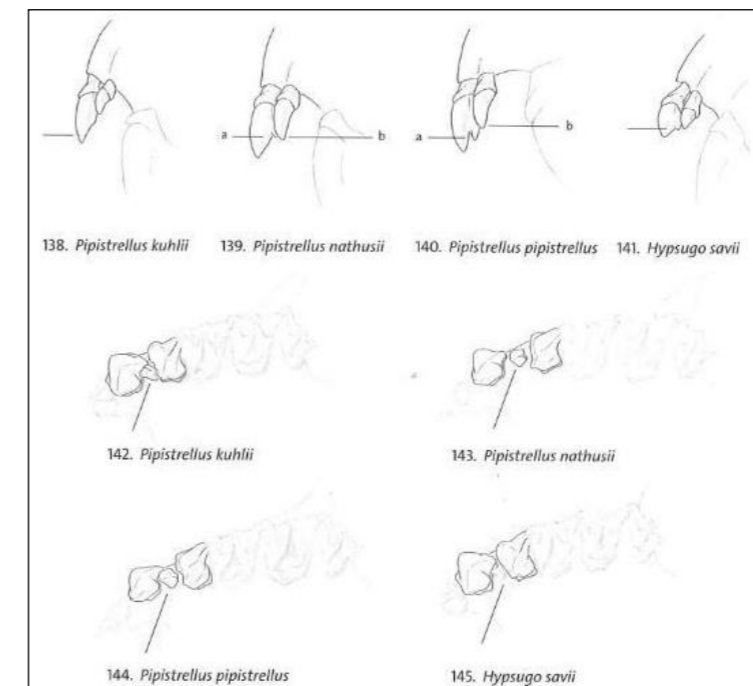 a b a b
138. Pipistrellus kuhlii 139. Pipistrellus nathusii 140. Pipistrellus pipistrellus 141. Hypsugo savii
142. Pipistrellus kuhlii 143. Pipistrellus nathusii
144. Pipistrellus pipistrellus 145. Hypsugo savii